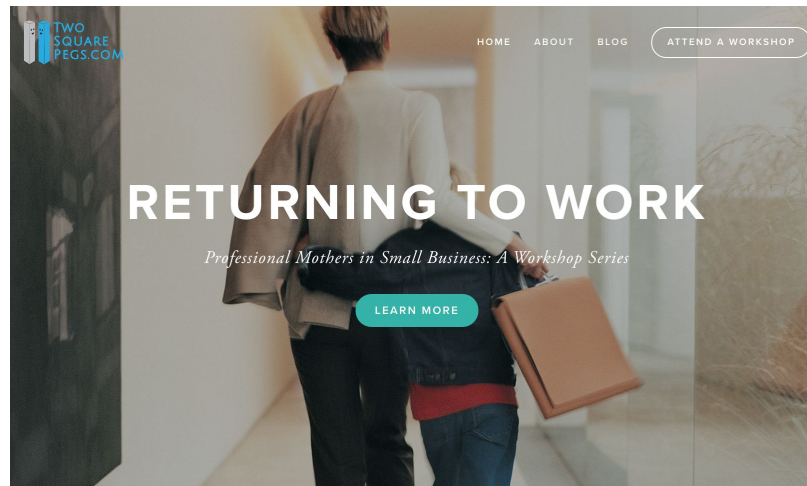 TWO
SQUARE
PEGS.COM
HOME ABOUT BLOG ATTEND A WORKSHOP
RETURNING TO WORK
Professional Mothers in Small Business: A Workshop Series
LEARN MORE